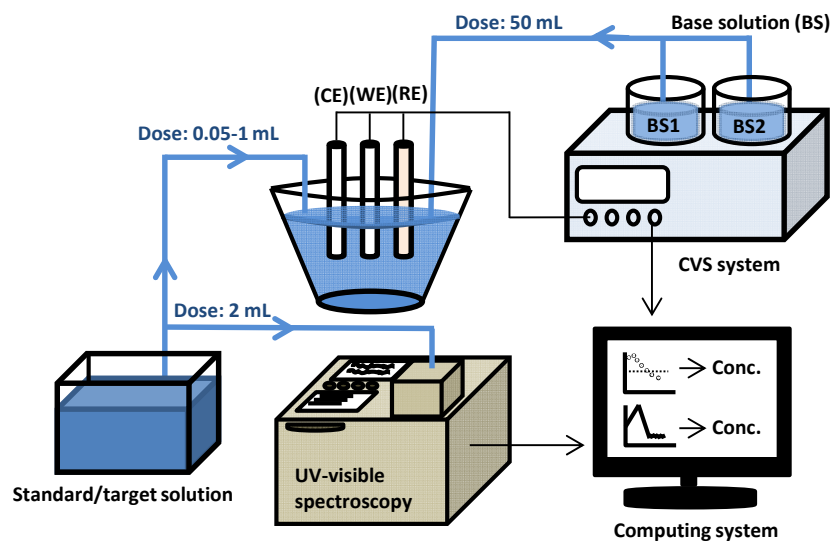 Dose: 50 mL
Base solution (BS)
(CE)(WE)(RE)
BS1
BS2
Dose: 0.05-1 mL
CVS system
Dose: 2 mL
Conc.
Conc.
UV-visible
spectroscopy
Standard/target solution
Computing system